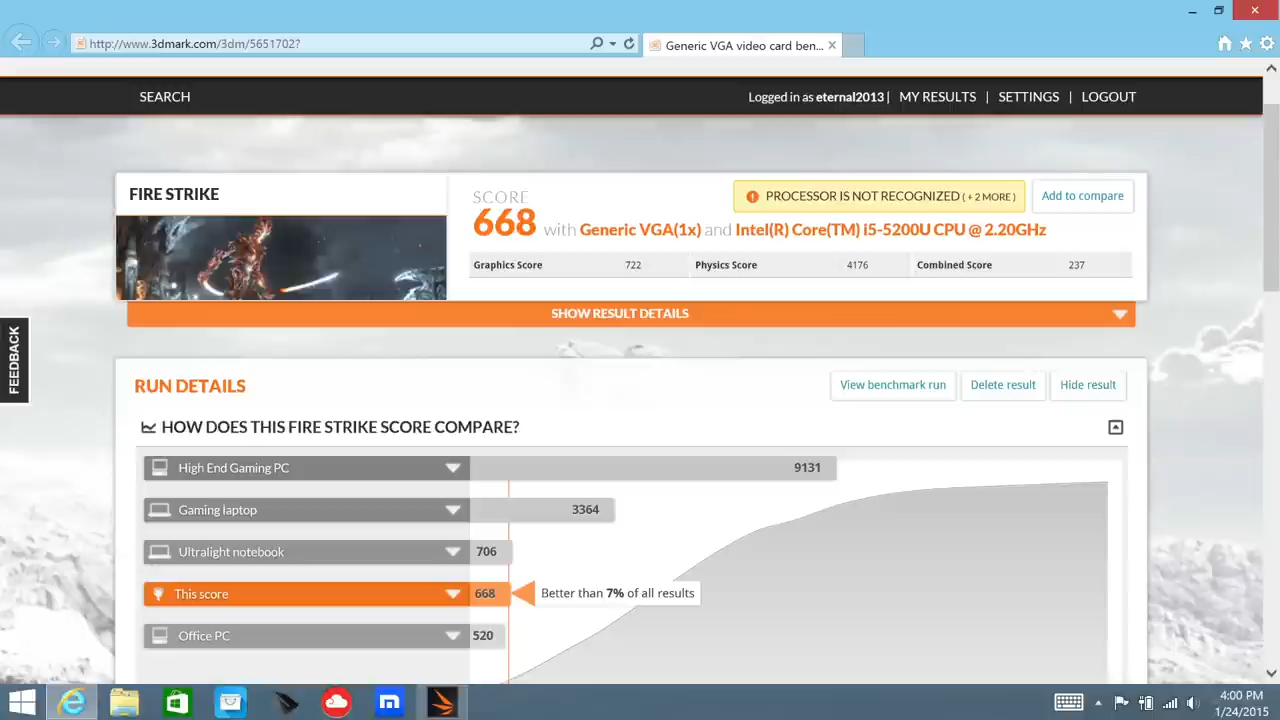 http://www.3dmark.com/3dm/5651702?
Generic VGA video card ben...
SEARCH
Logged in as eternal2013 | MY RESULTS | SETTINGS | LOGOUT
FIRE STRIKE
SCORE
PROCESSOR IS NOT RECOGNIZED ( + 2 MORE )
Add to compare
668 with Generic VGA(1x) and Intel(R) Core(TM) i5-5200U CPU @ 2.20GHz
Graphics Score 722 Physics Score 4176 Combined Score 237
SHOW RESULT DETAILS
FEEDBACK
RUN DETAILS
View benchmark run Delete result Hide result
HOW DOES THIS FIRE STRIKE SCORE COMPARE?
High End Gaming PC 9131
Gaming laptop 3364
Ultralight notebook 706
This score 668 Better than 7% of all results
Office PC 520
4:00 PM
1/24/2015